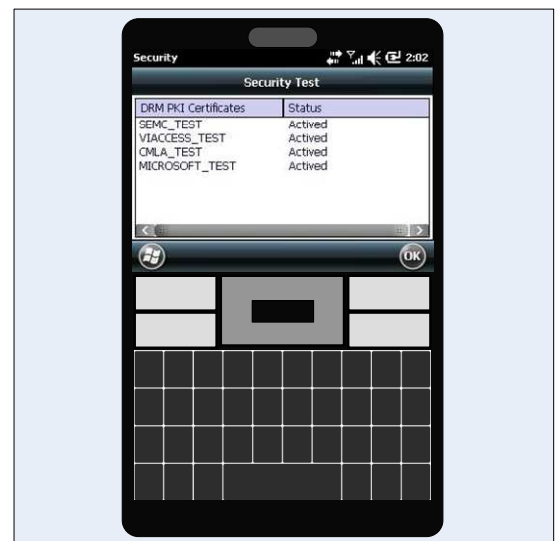 Security 2:02
Security Test
DRM PKI Certificates Status
SEMC_TEST Actived
VIACCESS_TEST Actived
CMLA_TEST Actived
MICROSOFT_TEST Actived
OK